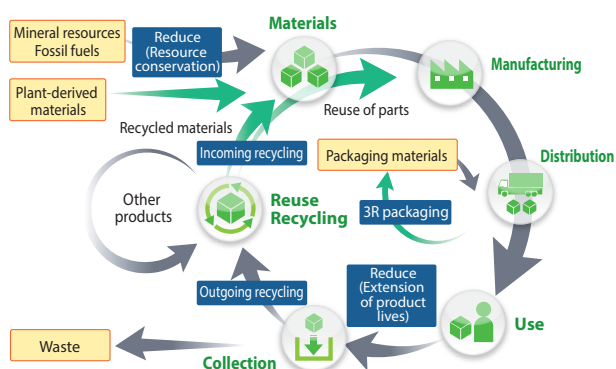 Materials
Mineral resources
Fossil fuels
Reduce
(Resource
conservation)
Manufacturing
Plant-derived
materials
Reuse of parts
Recycled materials
Incoming recycling
Packaging materials
Distribution
Other
products
Reuse
Recycling
3R packaging
Reduce
(Extension
of product
lives)
Outgoing recycling
Use
Waste
Collection